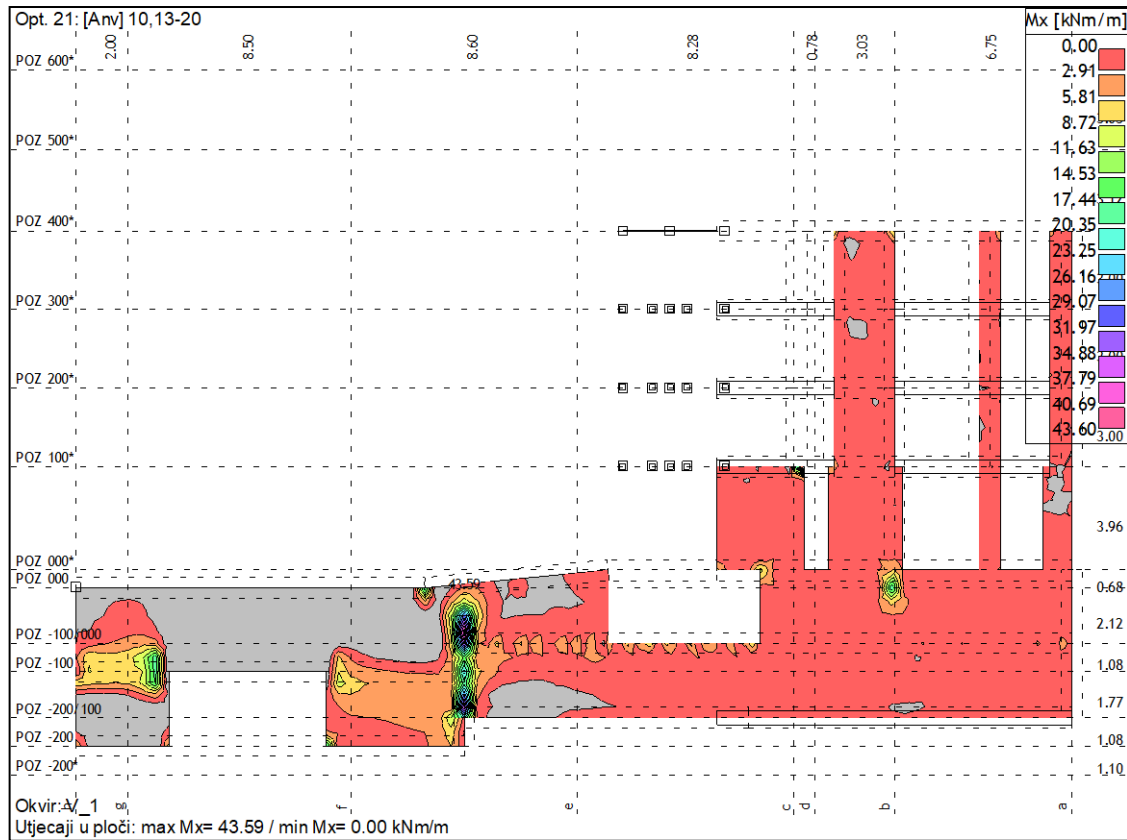 Opt. 21: [Anv] 10,13-20
Mx [kNm/m]
2.00
8.50
8.60
8.28
0.78
3.03
6.75
0.00
2.91
5.81
8.72
11.63
14.53
17.44
20.35
23.25
26.16
29.07
31.97
34.88
37.79
40.69
43.60
3.00
POZ 600*
POZ 500*
POZ 400*
POZ 300*
POZ 200*
POZ 100*
3.96
POZ 000*
POZ 000
43.59
0.68
POZ -100/000
2.12
POZ -100
1.08
POZ -200/100
1.77
POZ -200
1.08
POZ -200*
1.10
g
f
e
c
d
b
a
Okvir: V_1
Utjecaji u ploči: max Mx= 43.59 / min Mx= 0.00 kNm/m